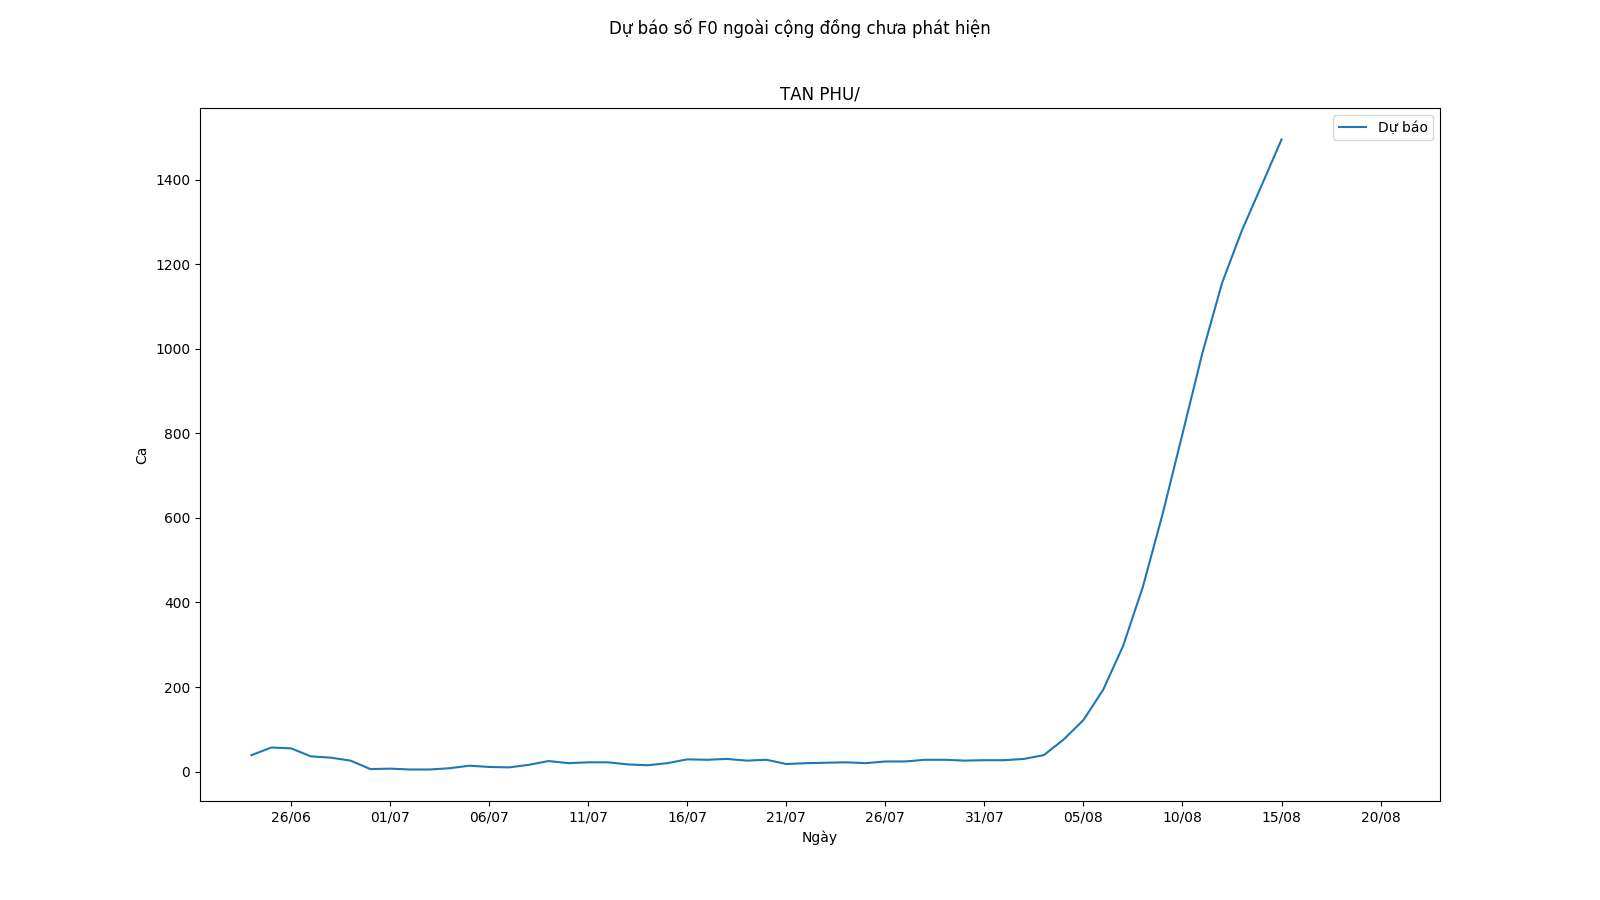 Dự báo số F0 ngoài cộng đồng chưa phát hiện
TAN PHU/
Dự báo
1400
1200
1000
800
600
400
200
0
Ca
26/06 01/07 06/07 11/07 16/07 21/07 26/07 31/07 05/08 10/08 15/08 20/08
Ngày